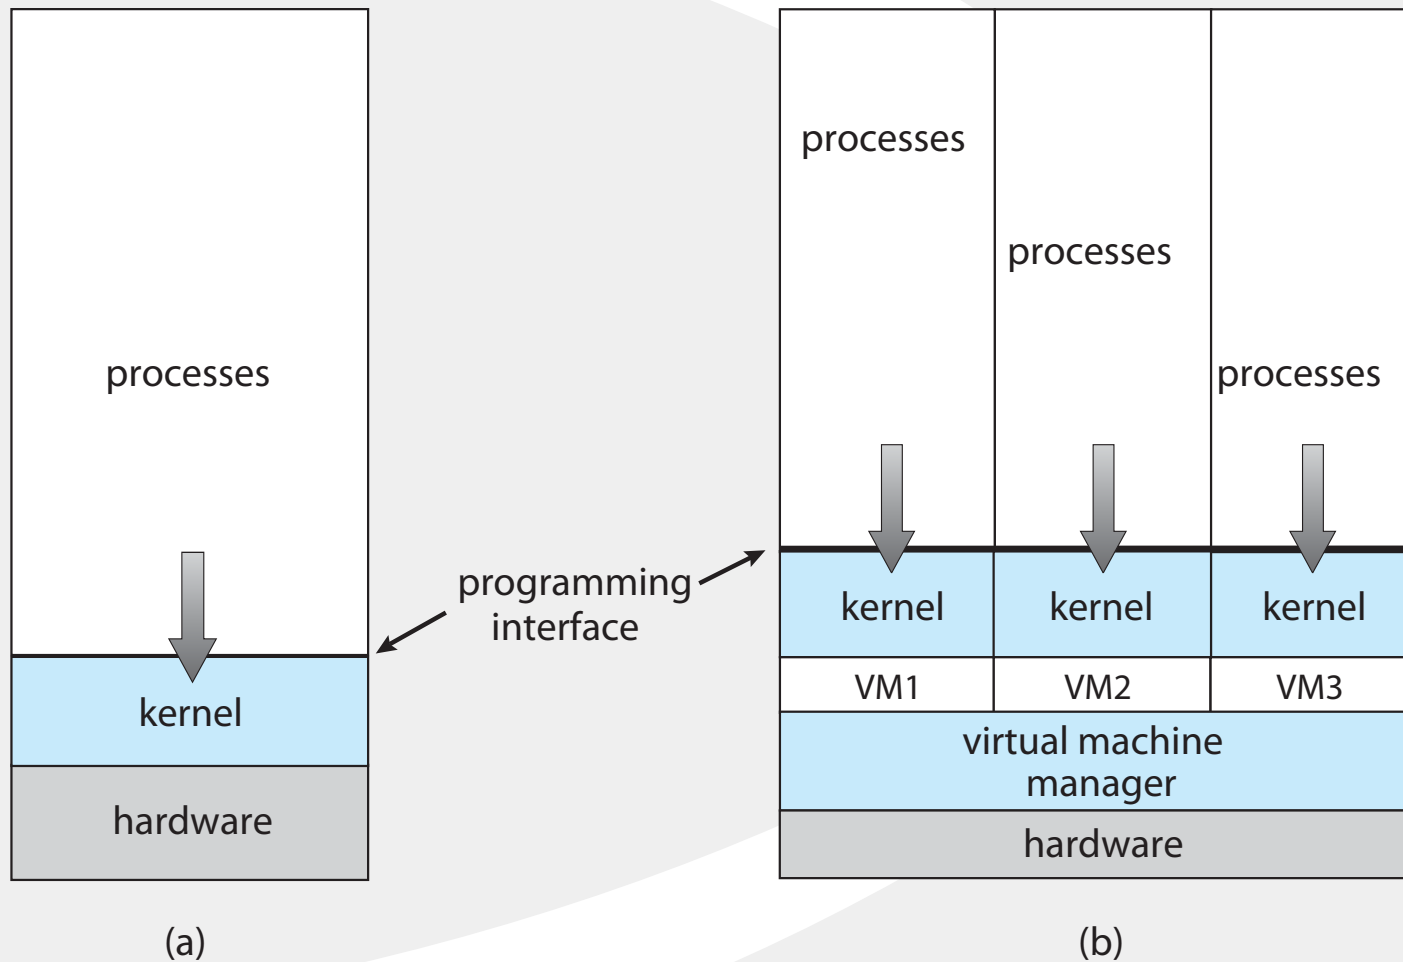 processes
kernel
hardware
(a)
programming
interface
processes
processes
processes
kernel
kernel
kernel
VM1
VM2
VM3
virtual machine
manager
hardware
(b)